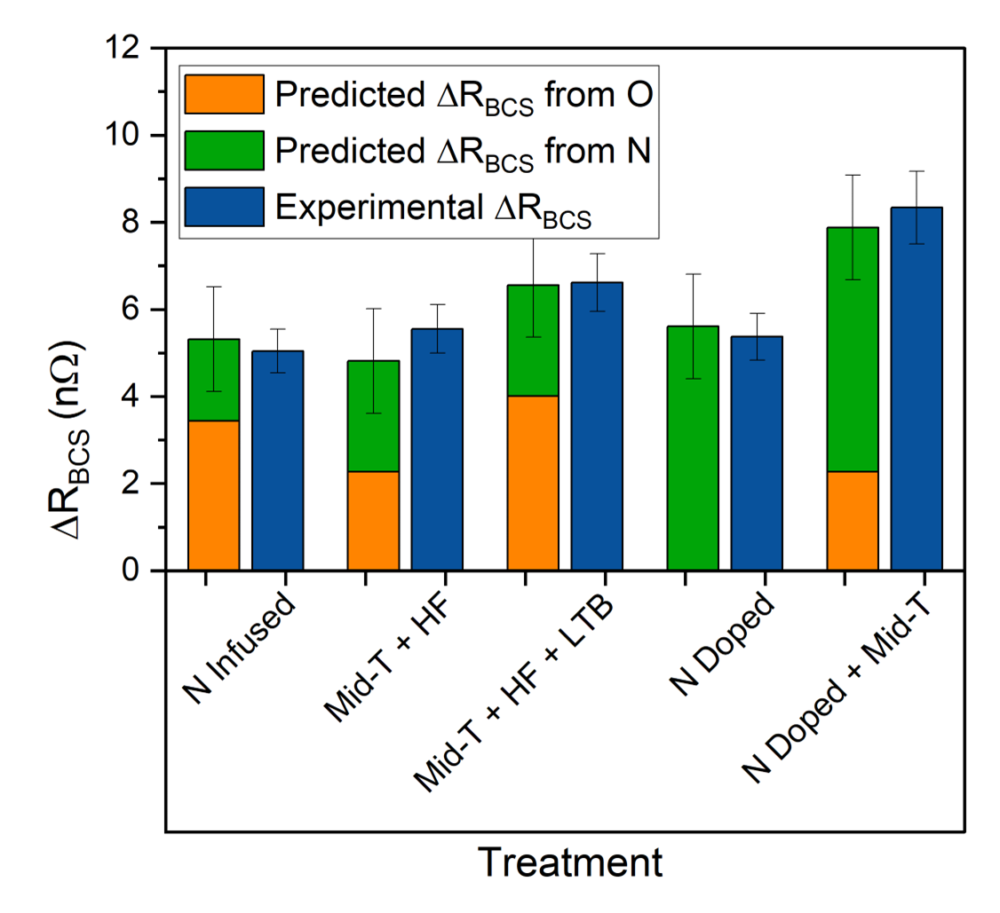 12
10
8
6
4
2
0
ΔR_BCS (nΩ)
Predicted ΔR_BCS from O
Predicted ΔR_BCS from N
Experimental ΔR_BCS
N Infused
Mid-T + HF
Mid-T + HF + LTB
N Doped
N Doped + Mid-T
Treatment